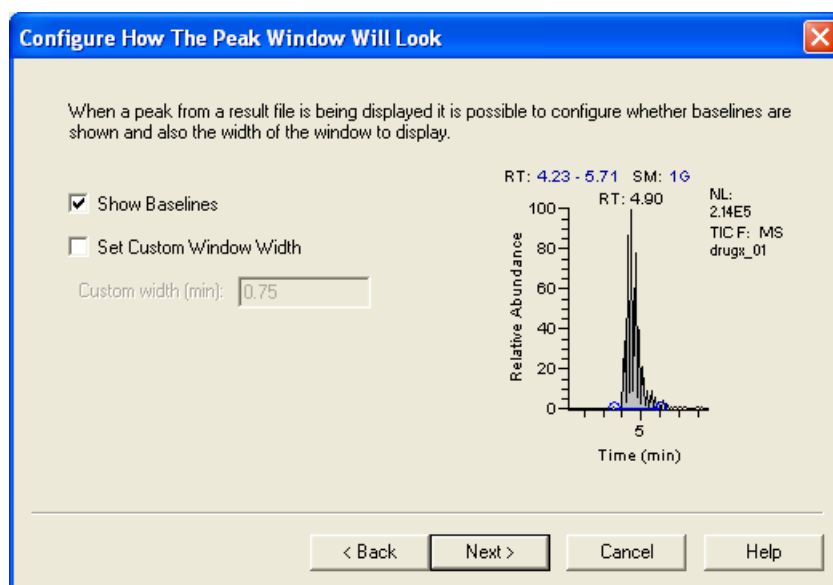 Configure How The Peak Window Will Look
When a peak from a result file is being displayed it is possible to configure whether baselines are
shown and also the width of the window to display.
Show Baselines
Set Custom Window Width
Custom width (min): 0.75
RT: 4.23 - 5.71 SM: 1G
RT: 4.90
NL:
2.14E5
TIC F: MS
drugx_01
100
80
60
40
20
0
Relative Abundance
5
Time (min)
< Back
Next >
Cancel
Help